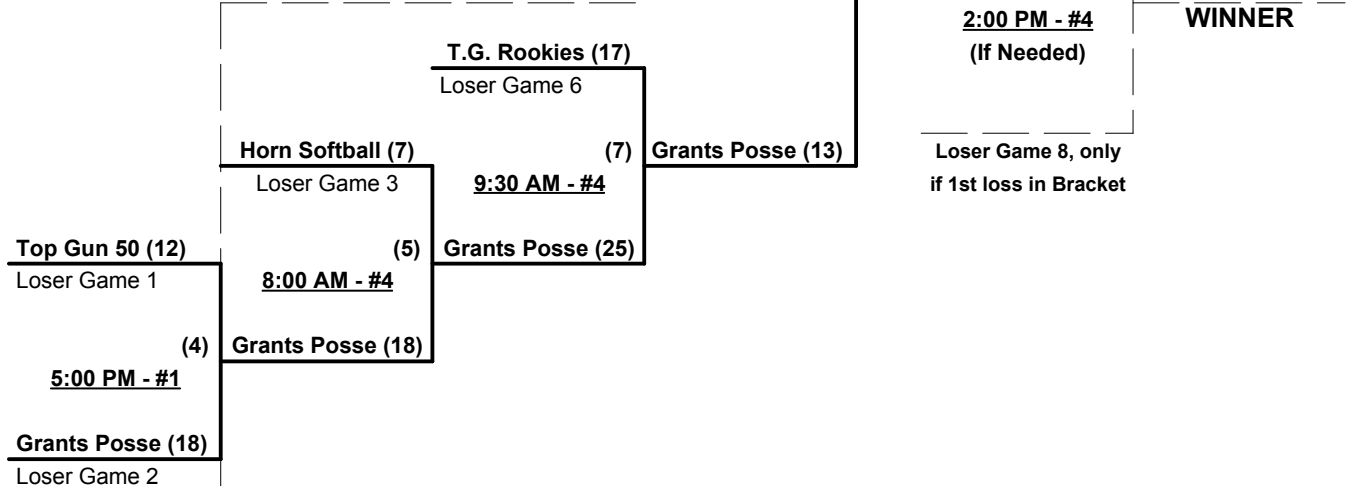 2:00 PM - #4
WINNER
(If Needed)
T.G. Rookies (17)
Loser Game 6
Horn Softball (7)
Loser Game 3
(7)
9:30 AM - #4
Grants Posse (13)
Loser Game 8, only
if 1st loss in Bracket
Top Gun 50 (12)
Loser Game 1
(5)
8:00 AM - #4
Grants Posse (25)
(4)
5:00 PM - #1
Grants Posse (18)
Grants Posse (18)
Loser Game 2